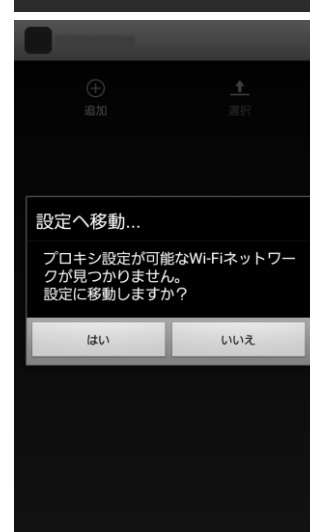 追加
選択
設定へ移動...
プロキシ設定が可能なWi-Fiネットワー
クが見つかりません。
設定に移動しますか？
はい
いいえ